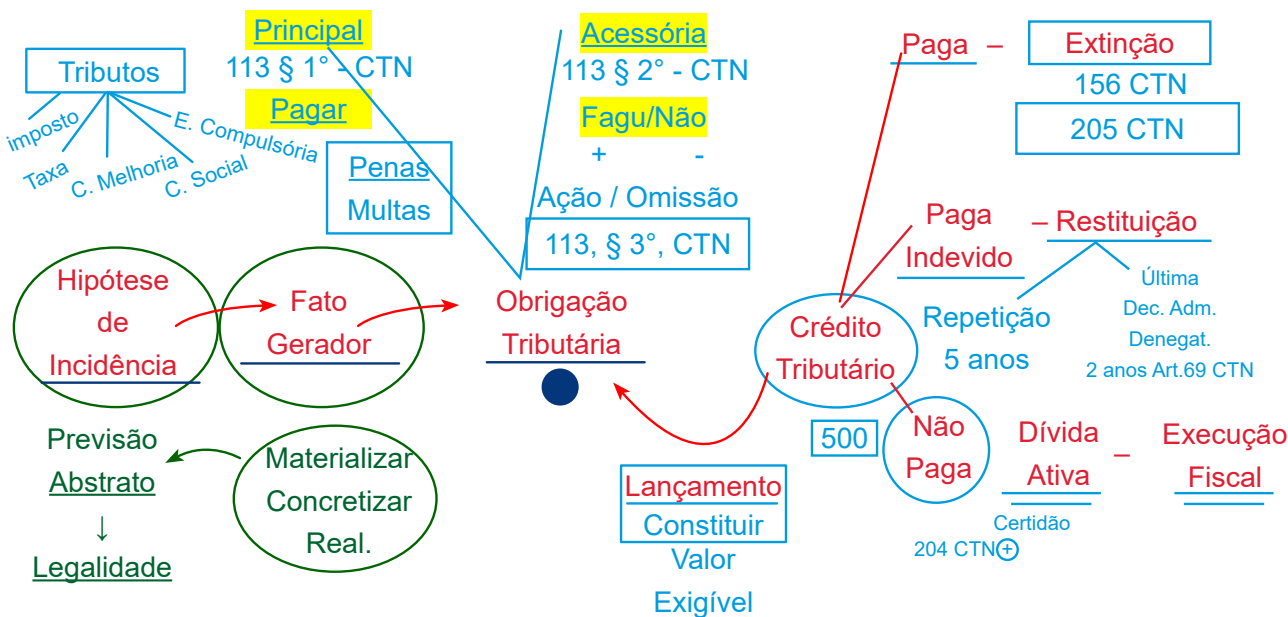 Tributos
imposto
Taxa
C. Melhoria
C. Social
E. Compulsória
Principal
113 § 1° - CTN
Pagar
Penas
Multas
Acessória
113 § 2° - CTN
Fagu/Não
+ -
Ação / Omissão
113, § 3°, CTN
Paga – Extinção
156 CTN
205 CTN
Paga – Restituição
Indevido
Repetição
5 anos
Última
Dec. Adm.
Denegat.
2 anos Art.69 CTN
Hipótese
de
Incidência
Fato
Gerador
Obrigação
Tributária
Crédito
Tributário
500
Não
Paga
Dívida – Execução
Ativa Fiscal
Certidão
204 CTN+
Previsão
Abstrato
↓
Legalidade
Materializar
Concretizar
Real.
Lançamento
Constituir
Valor
Exigível